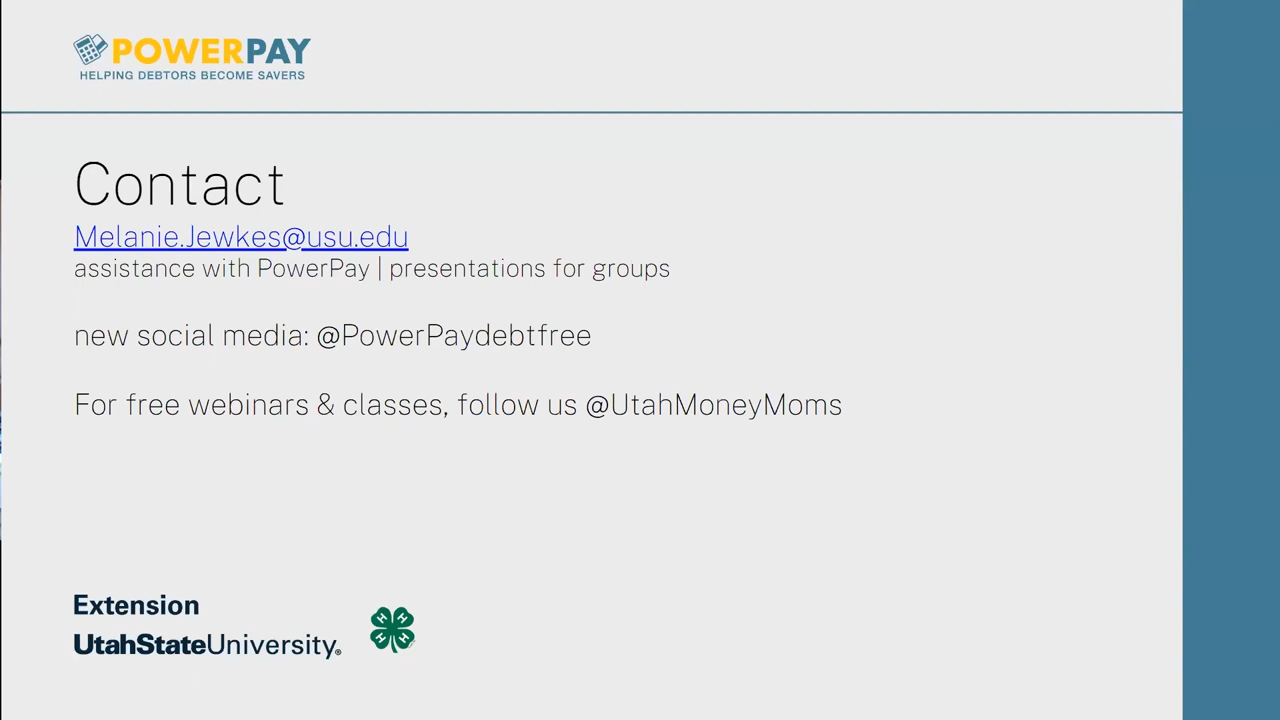 POWERPAY
HELPING DEBTORS BECOME SAVERS
Contact
Melanie.Jewkes@usu.edu
assistance with PowerPay | presentations for groups
new social media: @PowerPaydebtfree
For free webinars & classes, follow us @UtahMoneyMoms
Extension
UtahStateUniversity®
H H
H H